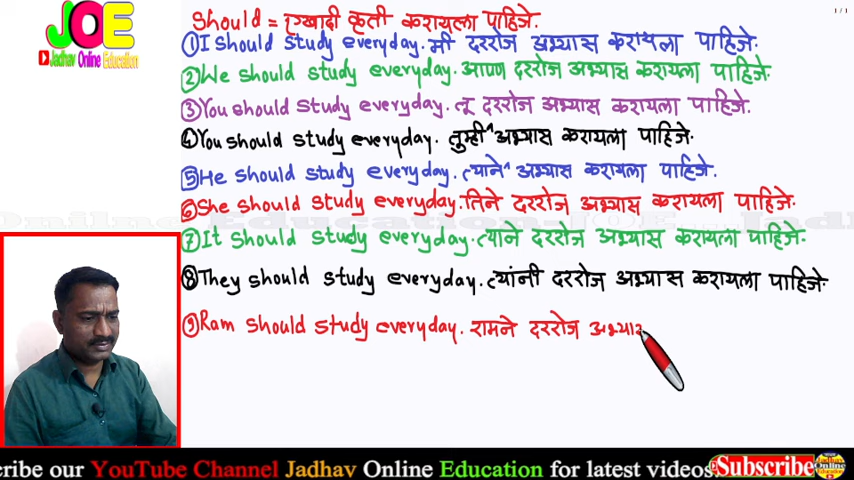 JOE
Jadhav Online Education
1/1
Should = एखादी कृती करायला पाहिजे.
①I Should study everyday. मी दररोज अभ्यास करायला पाहिजे.
②We should study everyday. आपण दररोज अभ्यास करायला पाहिजे.
③You should study everyday. तू दररोज अभ्यास करायला पाहिजे.
④You should study everyday. तुम्ही^ अभ्यास करायला पाहिजे.
⑤He should study everyday. त्याने^ अभ्यास करायला पाहिजे.
⑥She should study everyday. तिने दररोज अभ्यास करायला पाहिजे.
⑦It Should study everyday. त्याने दररोज अभ्यास करायला पाहिजे.
⑧They should study everyday. त्यांनी दररोज अभ्यास करायला पाहिजे.
⑨Ram should study everyday. रामने दररोज अभ्या
cribe our YouTube Channel Jadhav Online Education for latest videos. Subscribe